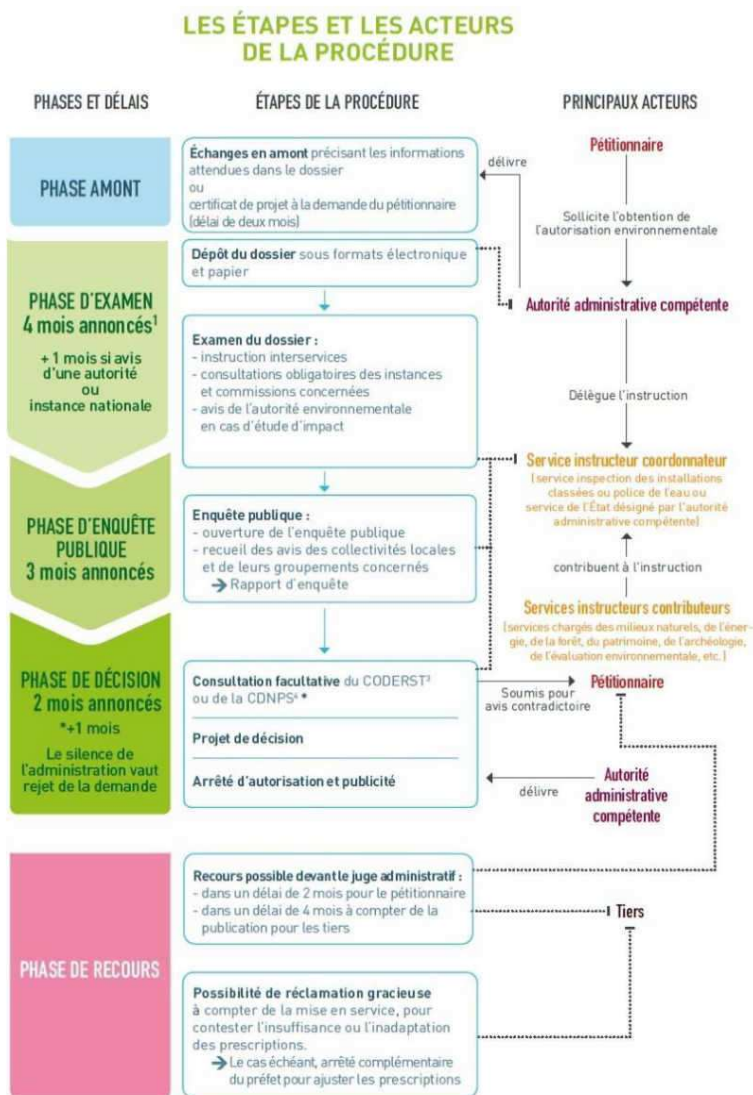 LES ÉTAPES ET LES ACTEURS
DE LA PROCÉDURE
PHASES ET DÉLAIS
ÉTAPES DE LA PROCÉDURE
PRINCIPAUX ACTEURS
PHASE AMONT
Échanges en amont précisant les informations
attendues dans le dossier
ou
certificat de projet à la demande du pétitionnaire
(délai de deux mois)
délivre
Pétitionnaire
Sollicite l'obtention de
l'autorisation environnementale
PHASE D'EXAMEN
4 mois annoncés¹
+ 1 mois si avis
d'une autorité
ou
instance nationale
Dépôt du dossier sous formats électronique
et papier
Autorité administrative compétente
Examen du dossier :
- instruction interservices
- consultations obligatoires des instances
et commissions concernées
- avis de l'autorité environnementale
en cas d'étude d'impact
Délègue l'instruction
Service instructeur coordonnateur
(service inspection des installations
classées ou police de l'eau ou
service de l'État désigné par l'autorité
administrative compétente)
PHASE D'ENQUÊTE
PUBLIQUE
3 mois annoncés
Enquête publique :
- ouverture de l'enquête publique
- recueil des avis des collectivités locales
et de leurs groupements concernés
→ Rapport d'enquête
contribuent à l'instruction
Services instructeurs contributeurs
(services chargés des milieux naturels, de l'éner-
gie, de la forêt, du patrimoine, de l'archéologie,
de l'évaluation environnementale, etc.)
PHASE DE DÉCISION
2 mois annoncés
*+1 mois
Le silence de
l'administration vaut
rejet de la demande
Consultation facultative du CODERST³
ou de la CDNPS⁴ *
Projet de décision
Arrêté d'autorisation et publicité
Soumis pour
avis contradictoire
Pétitionnaire
délivre
Autorité
administrative
compétente
PHASE DE RECOURS
Recours possible devant le juge administratif :
- dans un délai de 2 mois pour le pétitionnaire
- dans un délai de 4 mois à compter de la
publication pour les tiers
Tiers
Possibilité de réclamation gracieuse
à compter de la mise en service, pour
contester l'insuffisance ou l'inadaptation
des prescriptions.
→ Le cas échéant, arrêté complémentaire
du préfet pour ajuster les prescriptions